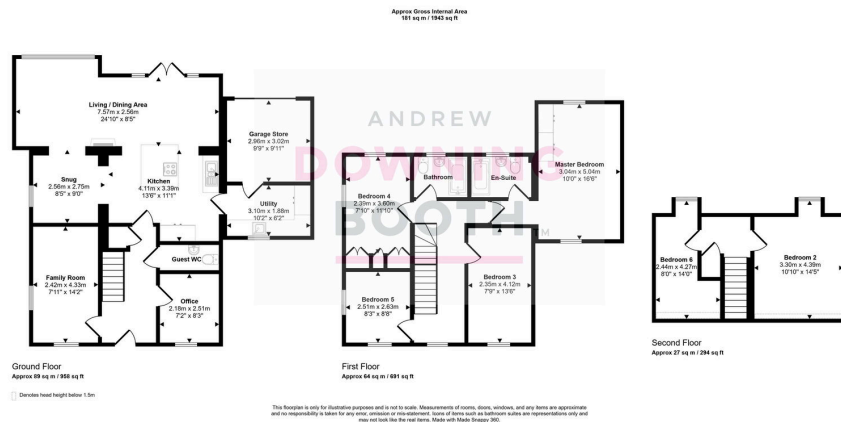 Approx Gross Internal Area
181 sq m / 1943 sq ft
Living / Dining Area
7.57m x 2.56m
24'10" x 8'5"
Snug
2.56m x 2.75m
8'5" x 9'0"
Kitchen
4.11m x 3.39m
13'6" x 11'1"
Garage Store
2.96m x 3.02m
9'9" x 9'11"
Utility
3.10m x 1.88m
10'2" x 6'2"
Guest WC
Family Room
2.42m x 4.33m
7'11" x 14'2"
Office
2.18m x 2.51m
7'2" x 8'3"
Ground Floor
Approx 89 sq m / 958 sq ft
Denotes head height below 1.5m
ANDREW
DOWNING
BOOTH™
Bathroom
En-Suite
Master Bedroom
3.04m x 5.04m
10'0" x 16'6"
Bedroom 4
2.39m x 3.60m
7'10" x 11'10"
Bedroom 3
2.35m x 4.12m
7'9" x 13'6"
Bedroom 5
2.51m x 2.63m
8'3" x 8'8"
First Floor
Approx 64 sq m / 691 sq ft
Bedroom 6
2.44m x 4.27m
8'0" x 14'0"
Bedroom 2
3.30m x 4.39m
10'10" x 14'5"
Second Floor
Approx 27 sq m / 294 sq ft
This floorplan is only for illustrative purposes and is not to scale. Measurements of rooms, doors, windows, and any items are approximate
and no responsibility is taken for any error, omission or mis-statement. Icons of items such as bathroom suites are representations only and
may not look like the real items. Made with Made Snappy 360.